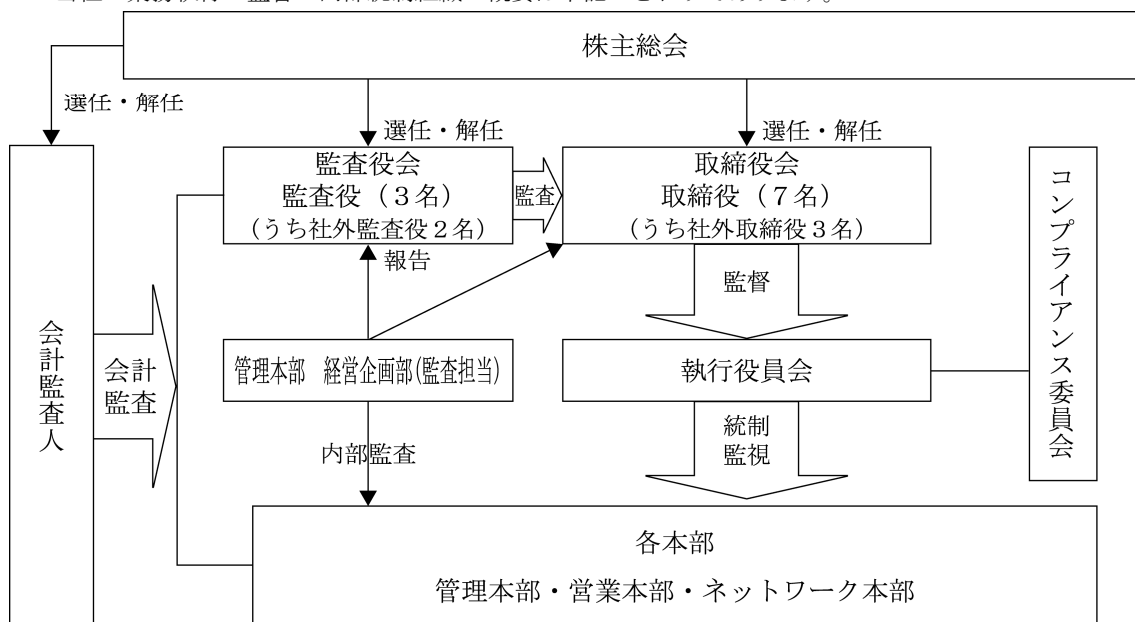 株主総会
選任・解任
選任・解任
選任・解任
監査役会
監査役（３名）
（うち社外監査役２名）
監査
取締役会
取締役（７名）
（うち社外取締役３名）
コンプライアンス委員会
報告
監督
会計監査人
会計
監査
管理本部　経営企画部(監査担当)
執行役員会
内部監査
統制
監視
各本部
管理本部・営業本部・ネットワーク本部